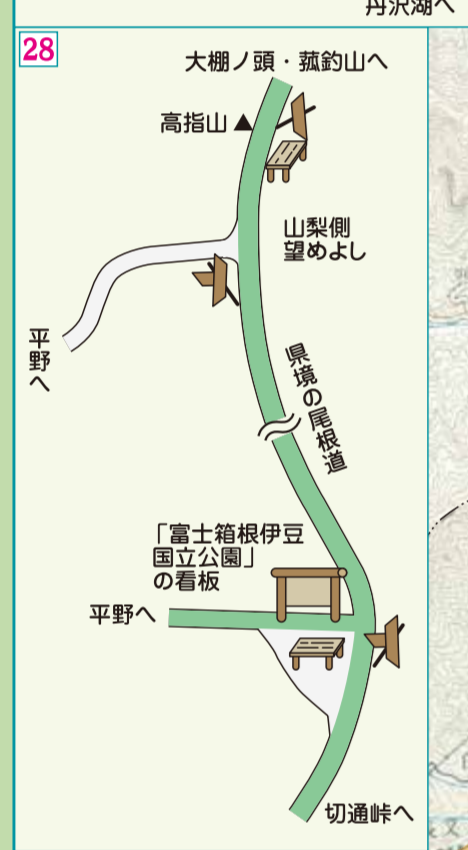 丹沢湖へ
28
大棚ノ頭・菰釣山へ
高指山▲
山梨側
望めよし
平野へ
県境の尾根道
「富士箱根伊豆
国立公園」
の看板
平野へ
切通峠へ